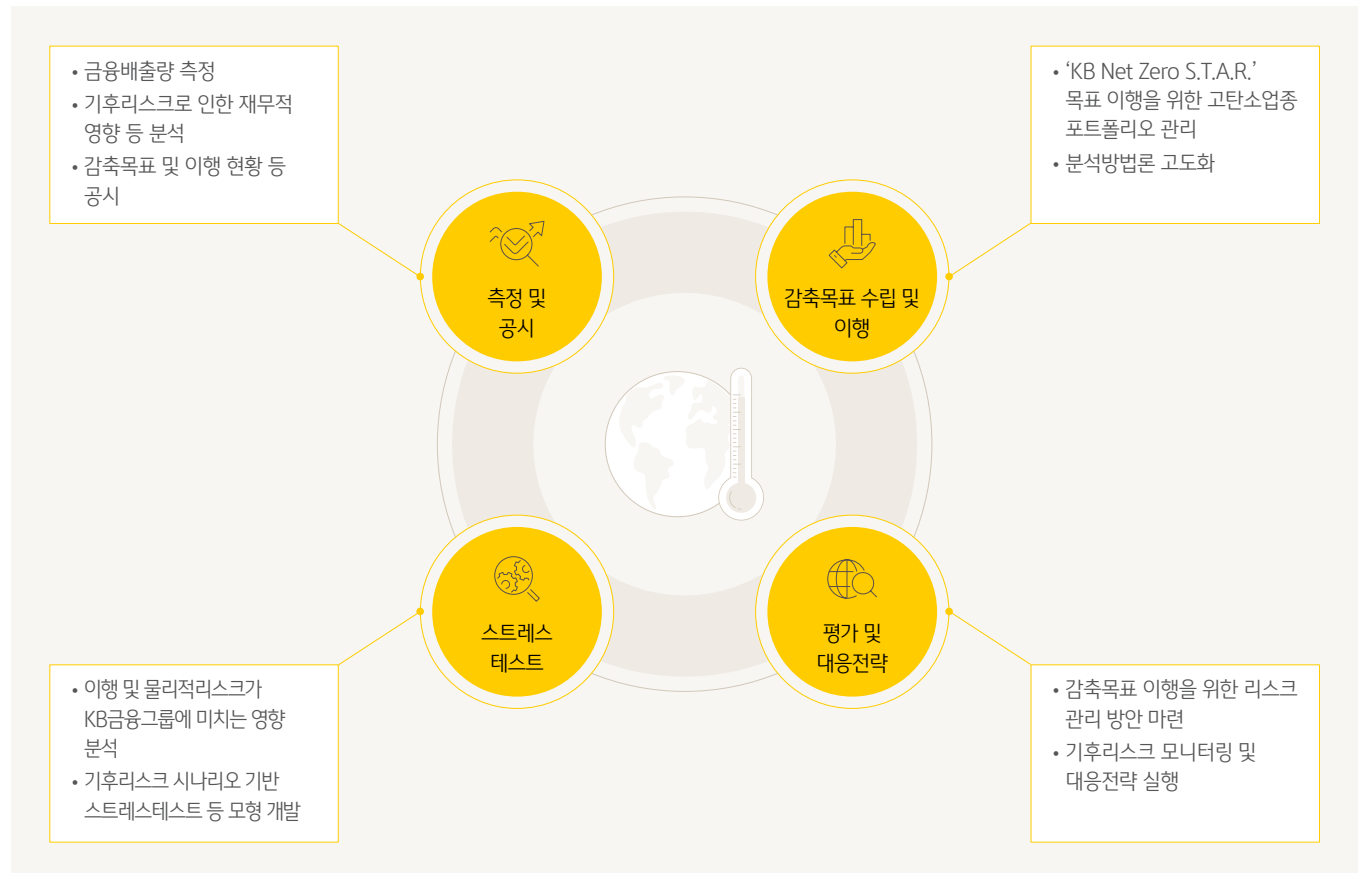 • 금융배출량 측정
• 기후리스크로 인한 재무적
영향 등 분석
• 감축목표 및 이행 현황 등
공시
• ‘KB Net Zero S.T.A.R.’
목표 이행을 위한 고탄소업종
포트폴리오 관리
• 분석방법론 고도화
측정 및
공시
감축목표 수립 및
이행
스트레스
테스트
평가 및
대응전략
• 이행 및 물리적리스크가
KB금융그룹에 미치는 영향
분석
• 기후리스크 시나리오 기반
스트레스테스트 등 모형 개발
• 감축목표 이행을 위한 리스크
관리 방안 마련
• 기후리스크 모니터링 및
대응전략 실행